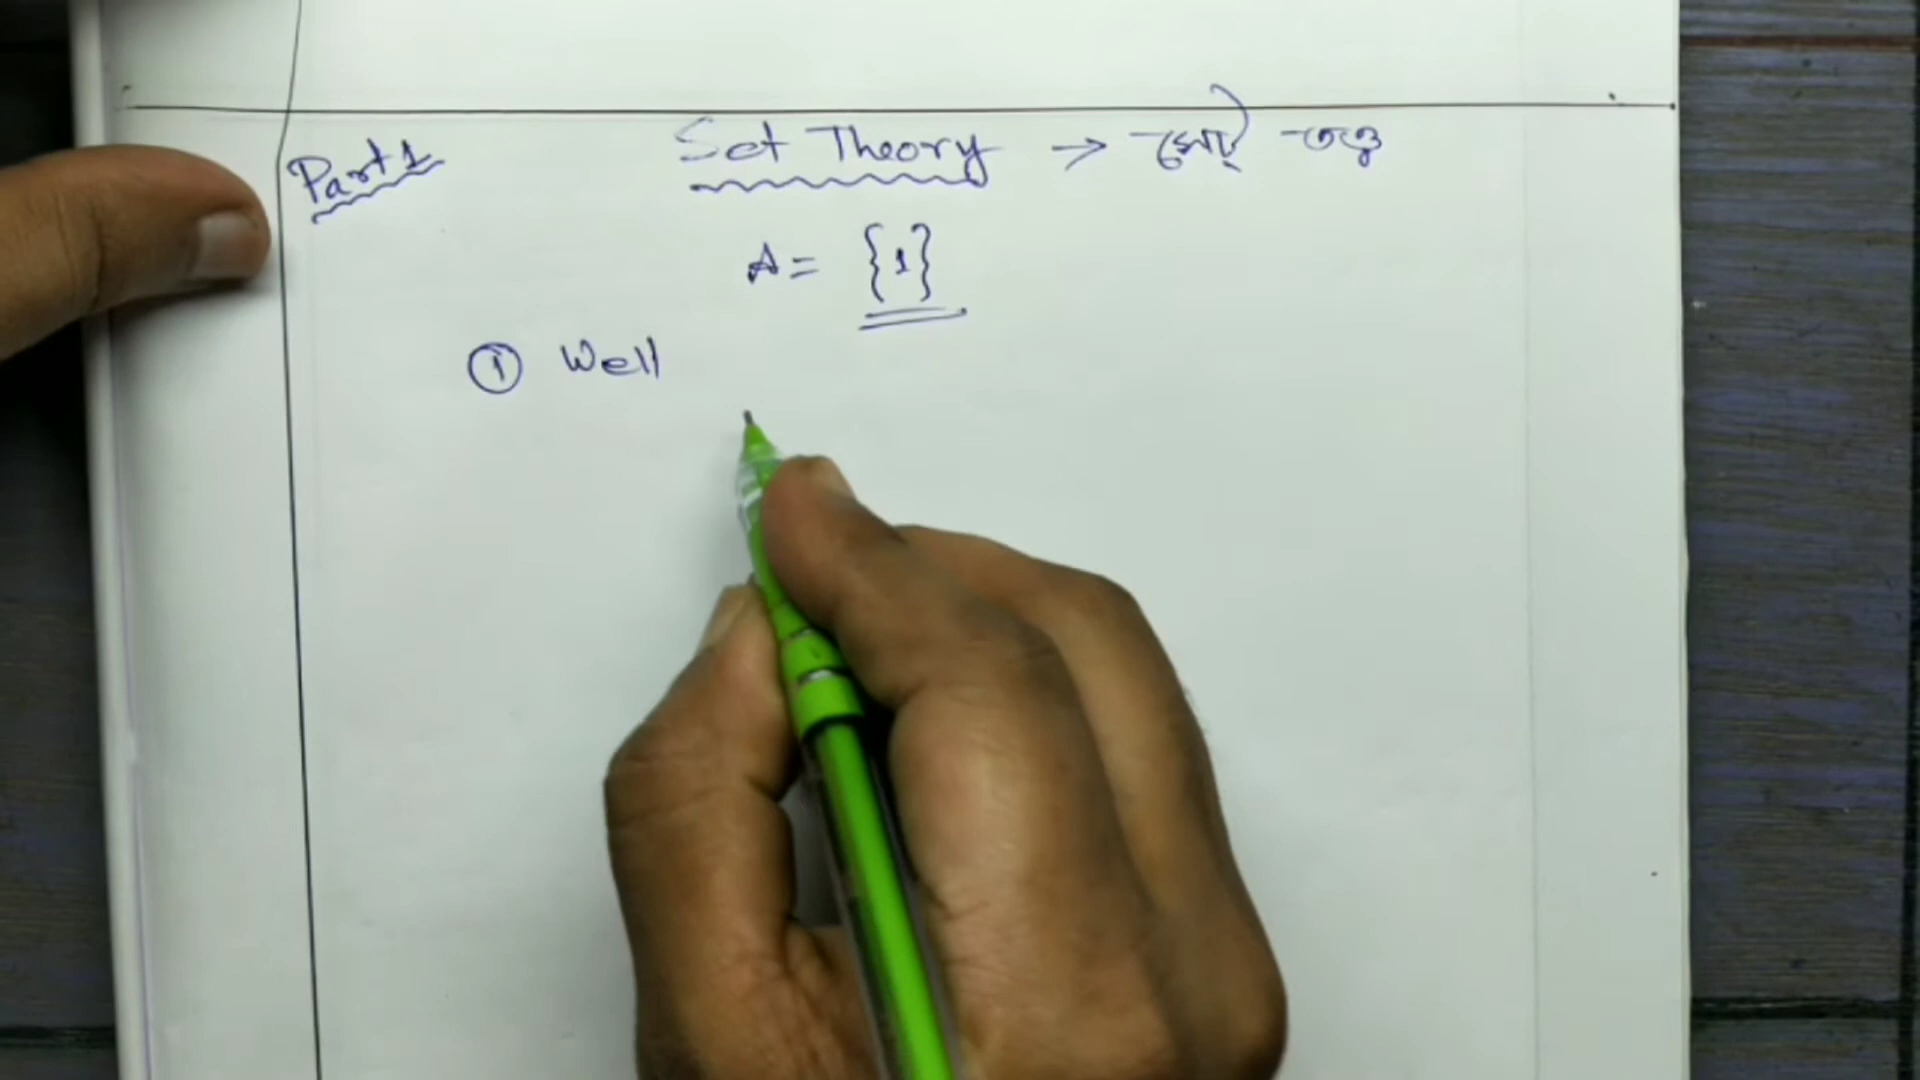 Part 1
Set Theory → সেট তত্ত্ব
A = {1}
① Well